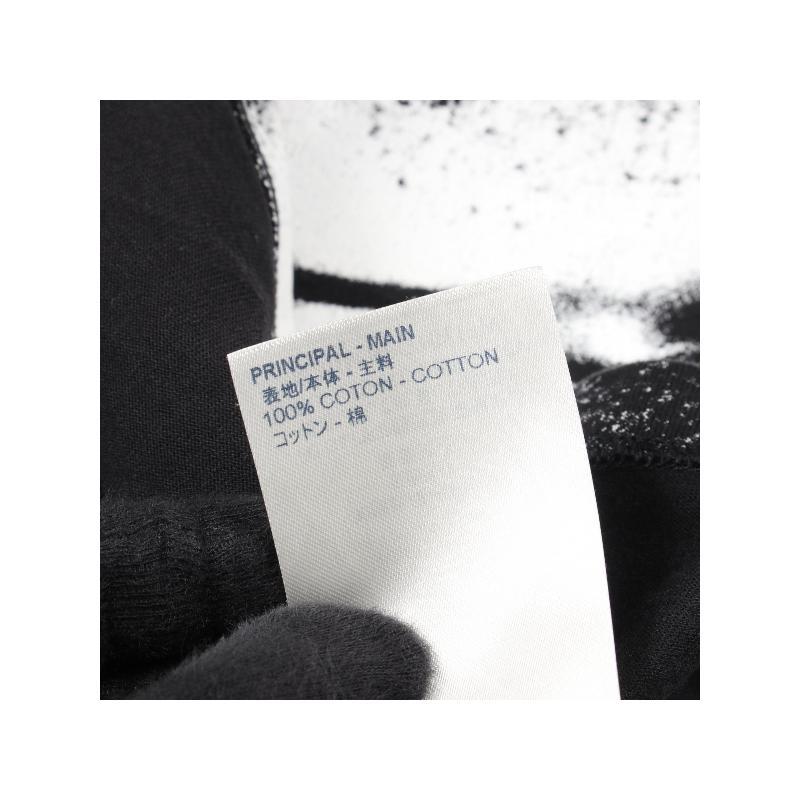 PRINCIPAL - MAIN
表地/本体 - 主料
100% COTON - COTTON
コットン - 棉